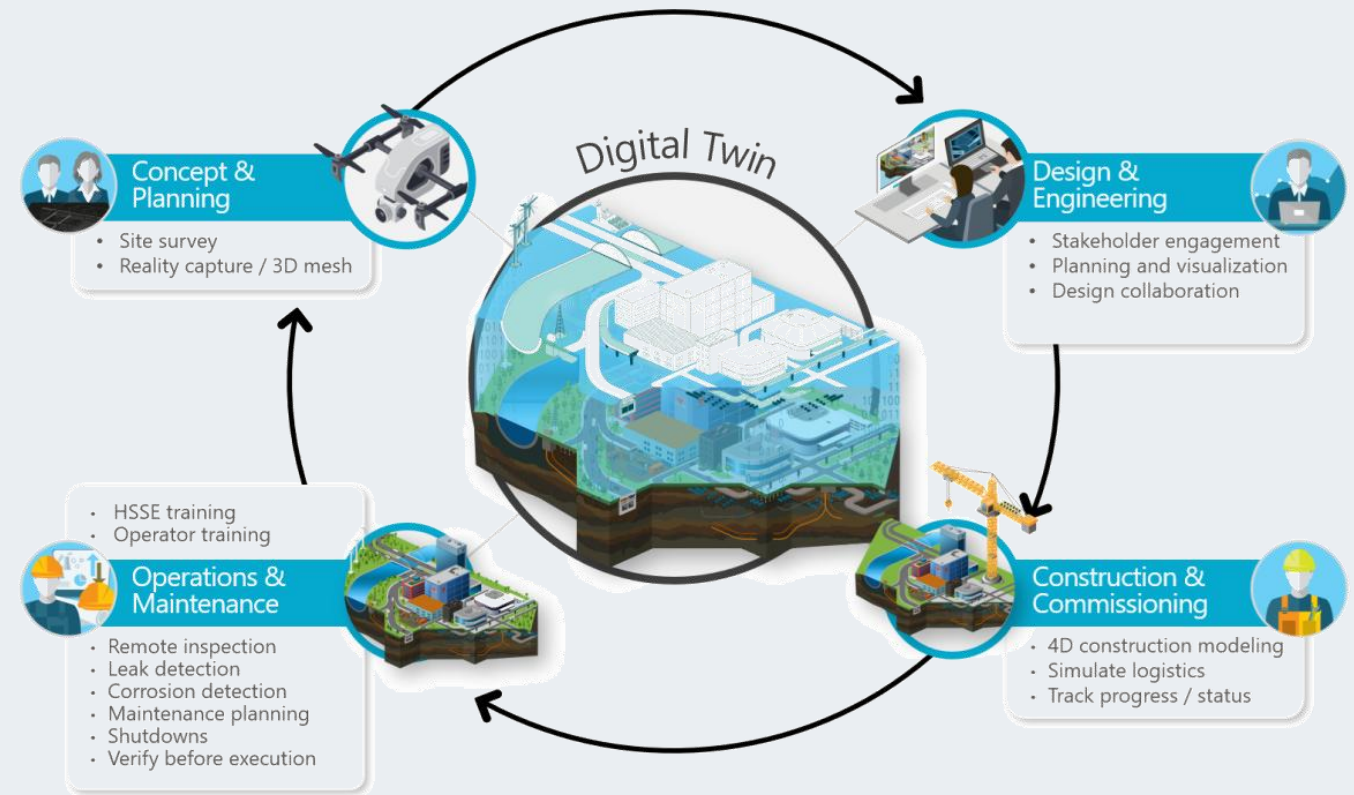 Digital Twin
Concept &
Planning
• Site survey
• Reality capture / 3D mesh
Design &
Engineering
• Stakeholder engagement
• Planning and visualization
• Design collaboration
• HSSE training
• Operator training
Operations &
Maintenance
• Remote inspection
• Leak detection
• Corrosion detection
• Maintenance planning
• Shutdowns
• Verify before execution
Construction &
Commissioning
• 4D construction modeling
• Simulate logistics
• Track progress / status